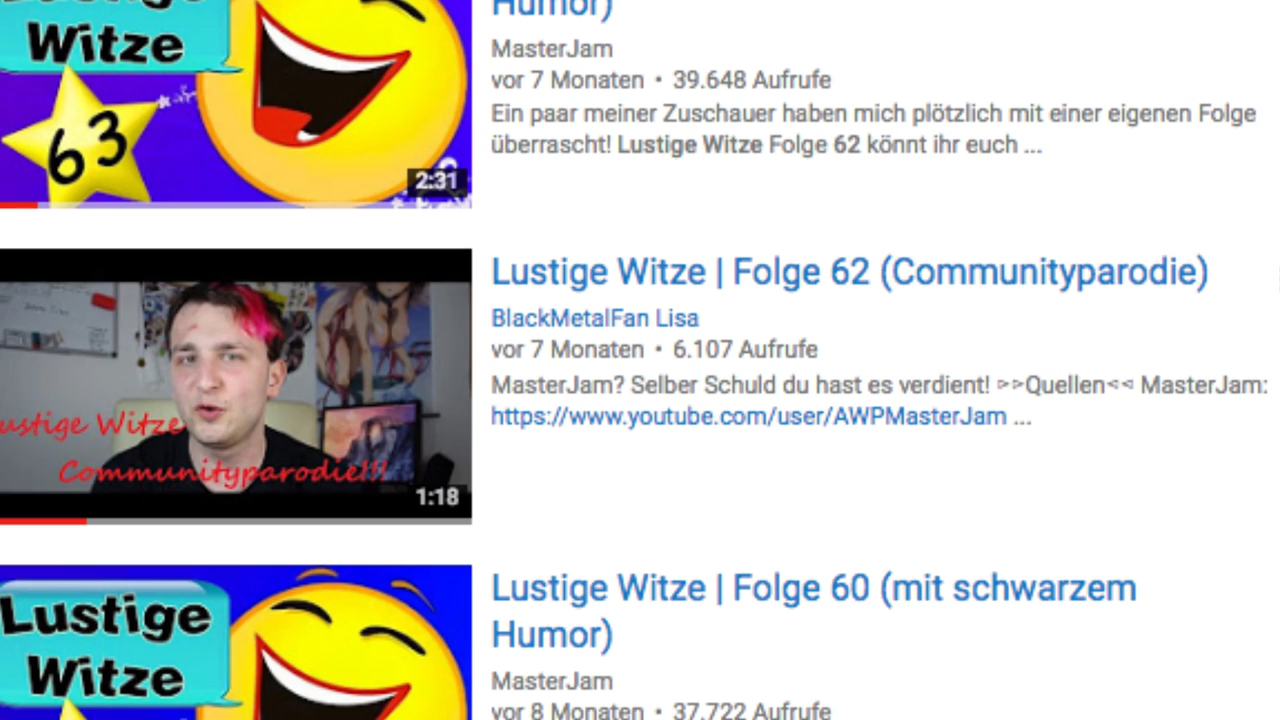 Lustige
Witze
63
2:31
Humor)
MasterJam
vor 7 Monaten • 39.648 Aufrufe
Ein paar meiner Zuschauer haben mich plötzlich mit einer eigenen Folge
überrascht! Lustige Witze Folge 62 könnt ihr euch ...
ustige Witze
Communityparodie!!!
1:18
Lustige Witze | Folge 62 (Communityparodie)
BlackMetalFan Lisa
vor 7 Monaten • 6.107 Aufrufe
MasterJam? Selber Schuld du hast es verdient! ⊳⊳Quellen⊲⊲ MasterJam:
https://www.youtube.com/user/AWPMasterJam ...
Lustige
Witze
Lustige Witze | Folge 60 (mit schwarzem
Humor)
MasterJam
vor 8 Monaten • 37.722 Aufrufe